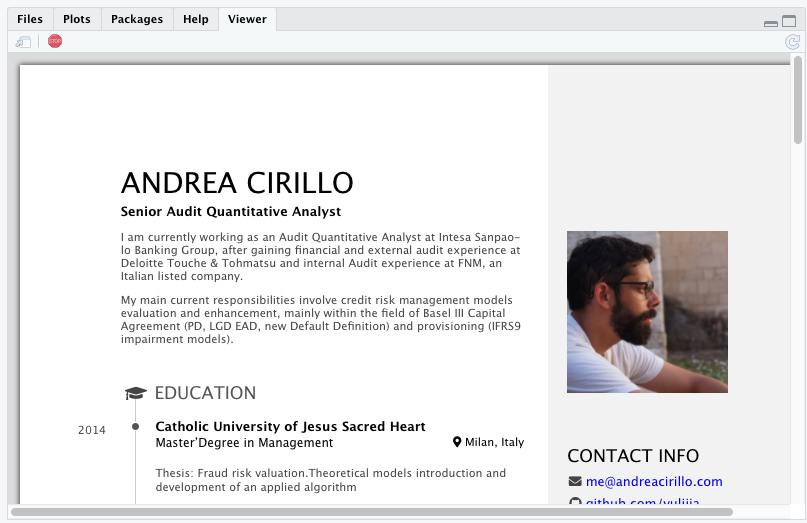 Files Plots Packages Help Viewer
STOP
ANDREA CIRILLO
Senior Audit Quantitative Analyst
I am currently working as an Audit Quantitative Analyst at Intesa Sanpao-
lo Banking Group, after gaining financial and external audit experience at
Deloitte Touche & Tohmatsu and internal Audit experience at FNM, an
Italian listed company.
My main current responsibilities involve credit risk management models
evaluation and enhancement, mainly within the field of Basel III Capital
Agreement (PD, LGD EAD, new Default Definition) and provisioning (IFRS9
impairment models).
EDUCATION
2014
Catholic University of Jesus Sacred Heart
Master'Degree in Management
Milan, Italy
Thesis: Fraud risk valuation.Theoretical models introduction and
development of an applied algorithm
CONTACT INFO
me@andreacirillo.com